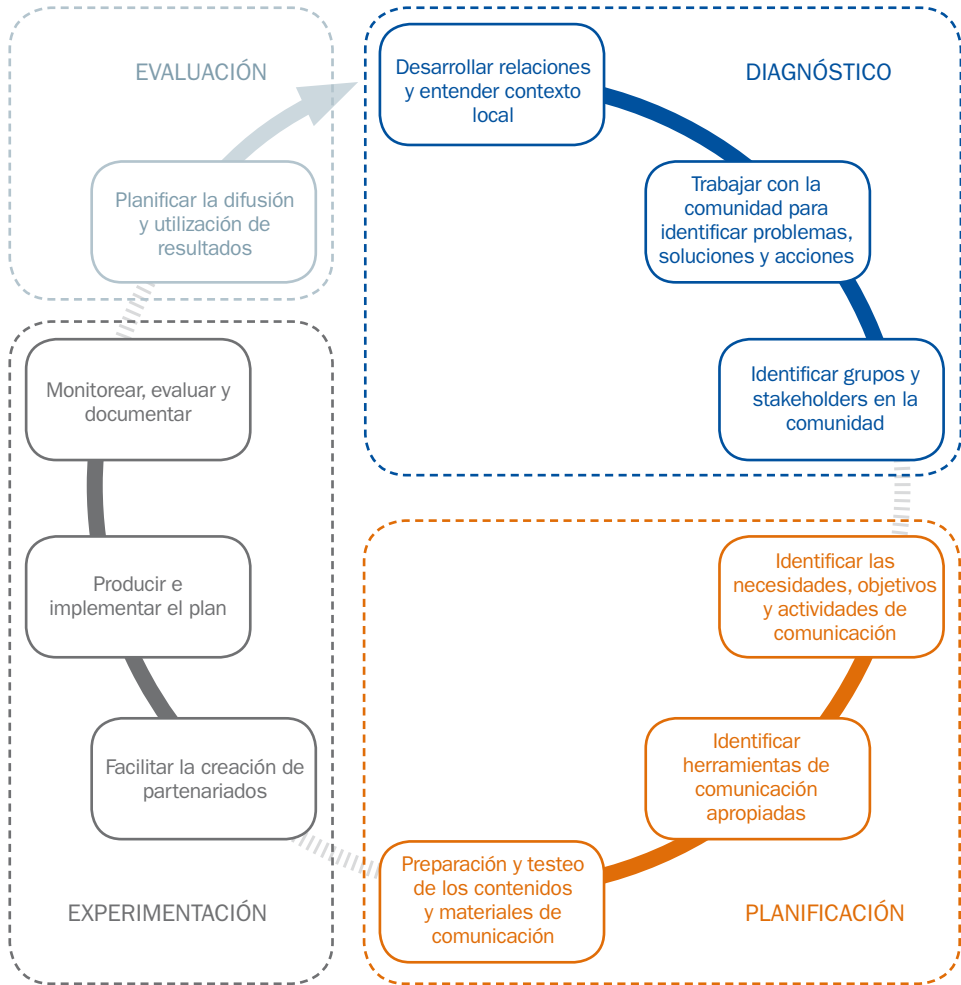 EVALUACIÓN
Planificar la difusión
y utilización de
resultados
DIAGNÓSTICO
Desarrollar relaciones
y entender contexto
local
Trabajar con la
comunidad para
identificar problemas,
soluciones y acciones
Identificar grupos y
stakeholders en la
comunidad
Identificar las
necesidades, objetivos
y actividades de
comunicación
Identificar
herramientas de
comunicación
apropiadas
Preparación y testeo
de los contenidos
y materiales de
comunicación
PLANIFICACIÓN
Monitorear, evaluar y
documentar
Producir e
implementar el plan
Facilitar la creación de
partenariados
EXPERIMENTACIÓN